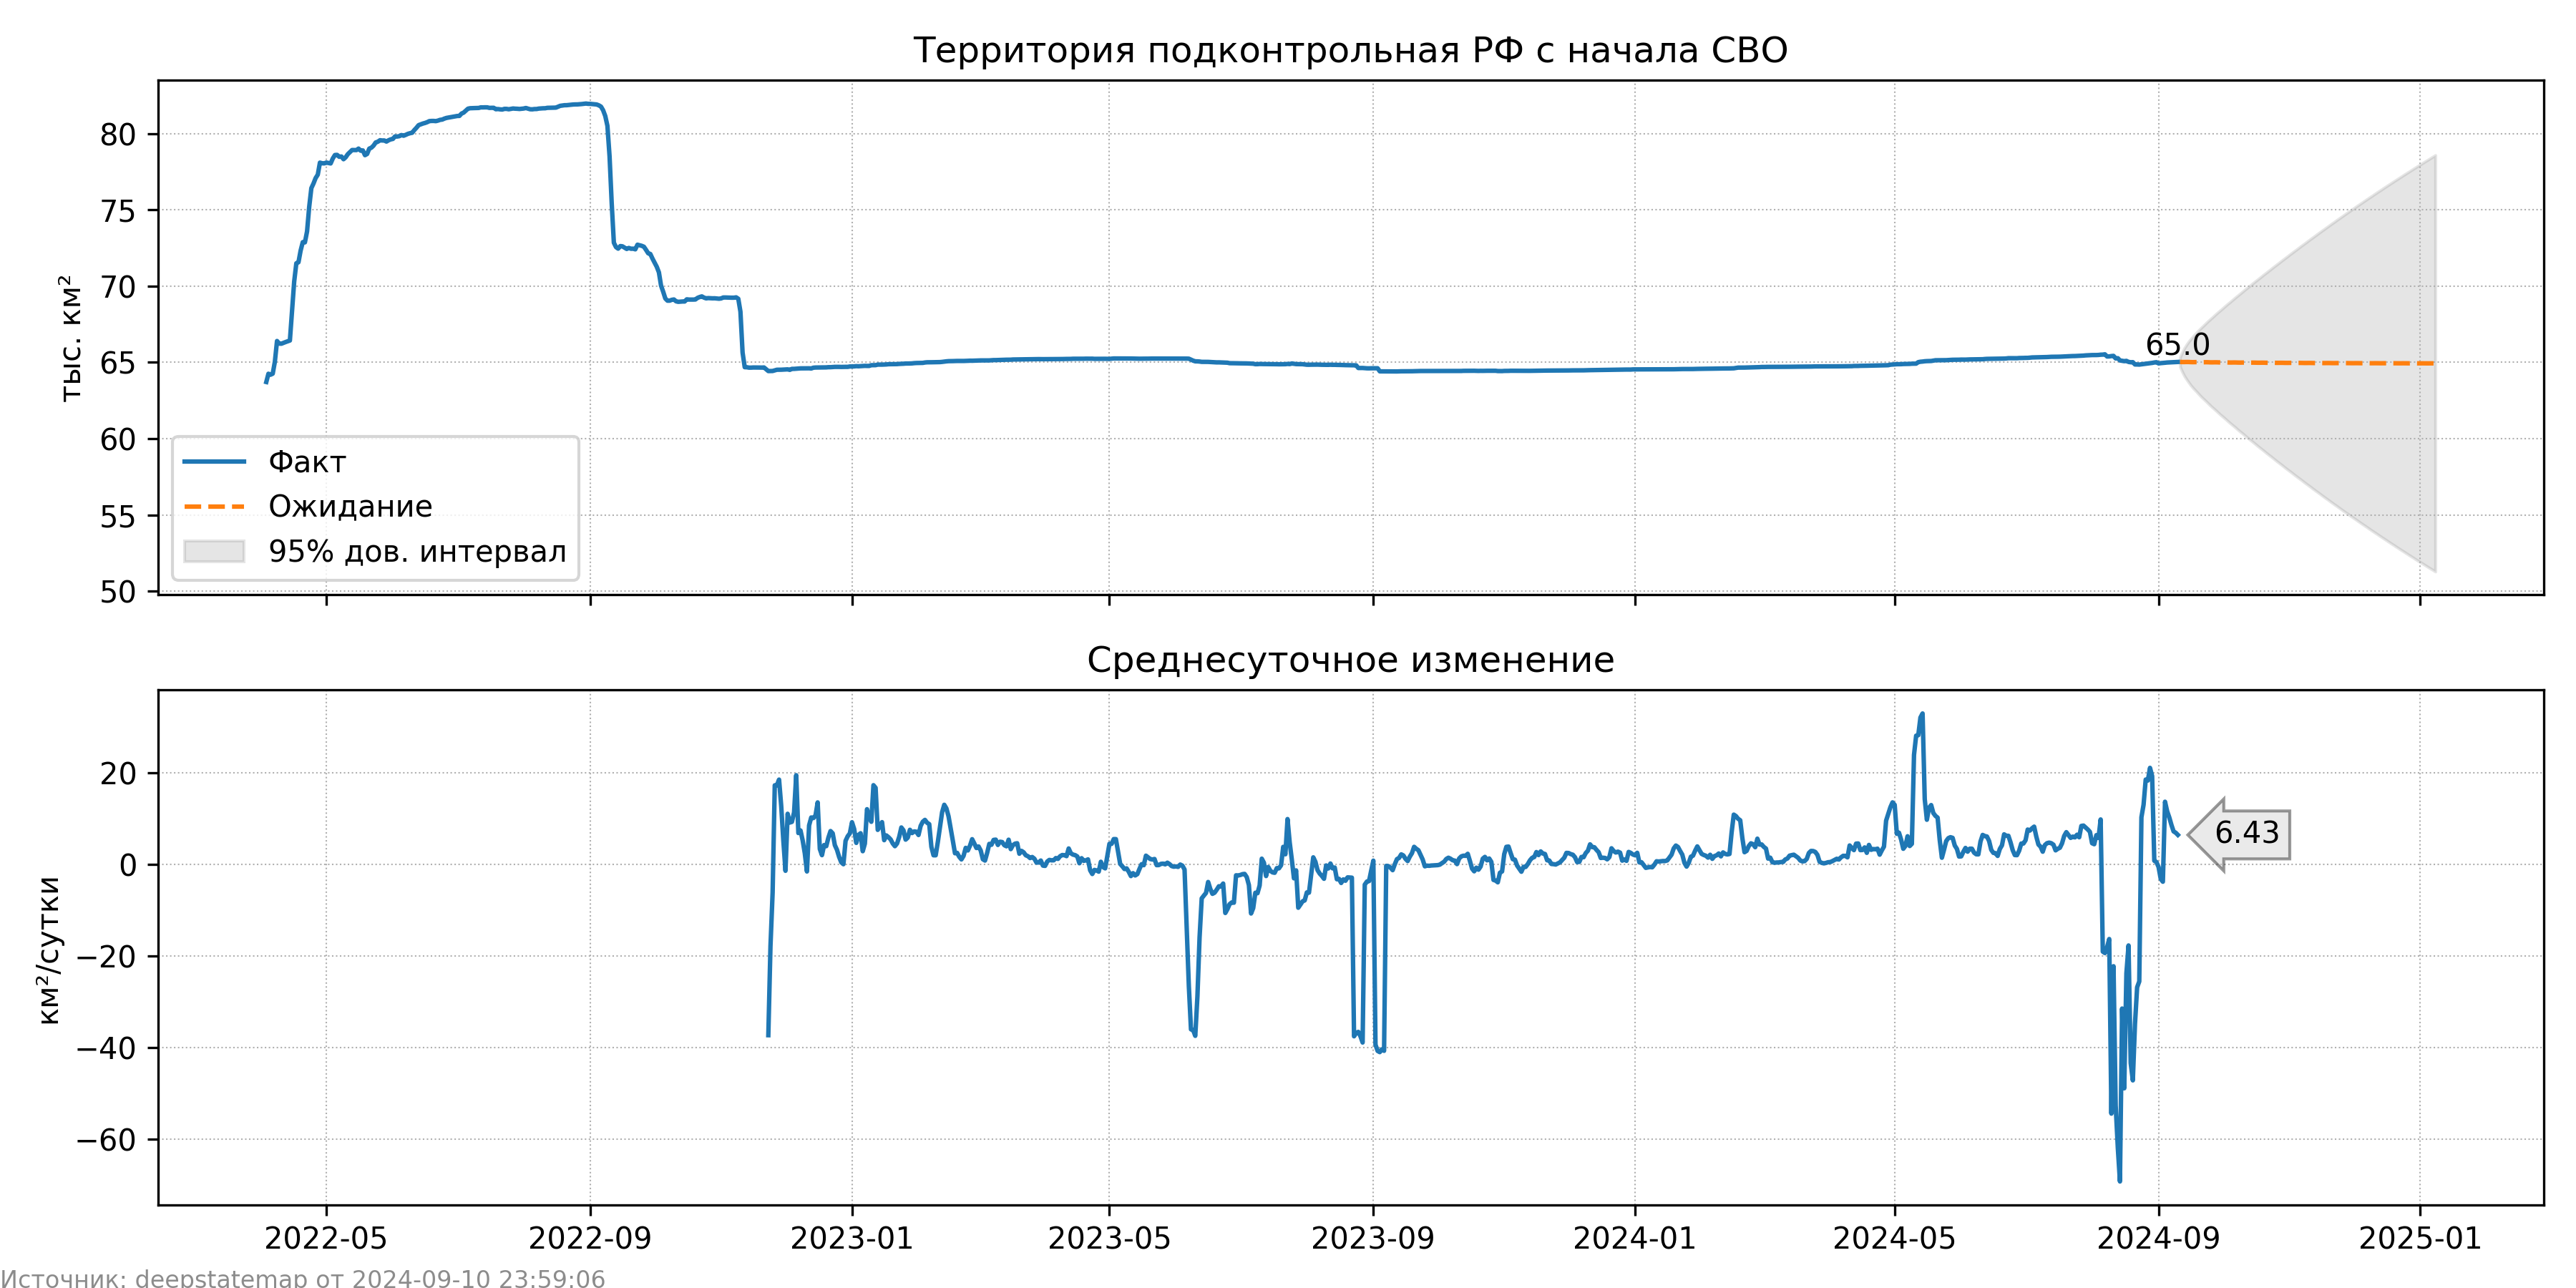 Территория подконтрольная РФ с начала СВО
тыс. км²
80
75
70
65
60
55
50
65.0
Факт
Ожидание
95% дов. интервал
Среднесуточное изменение
км²/сутки
20
0
−20
−40
−60
6.43
2022-05 2022-09 2023-01 2023-05 2023-09 2024-01 2024-05 2024-09 2025-01
Источник: deepstatemap от 2024-09-10 23:59:06